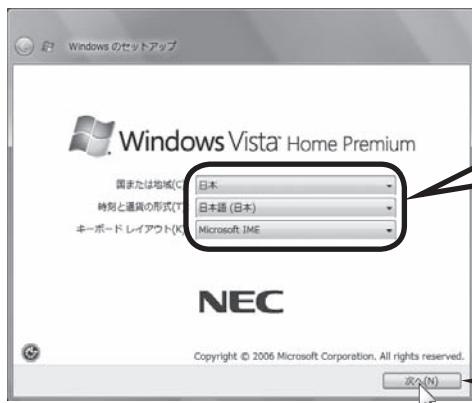 Windows のセットアップ
Windows Vista™ Home Premium
国または地域(C)
日本
時刻と通貨の形式(T)
日本語 (日本)
キーボード レイアウト(K)
Microsoft IME
NEC
Copyright © 2006 Microsoft Corporation. All rights reserved.
次へ(N)